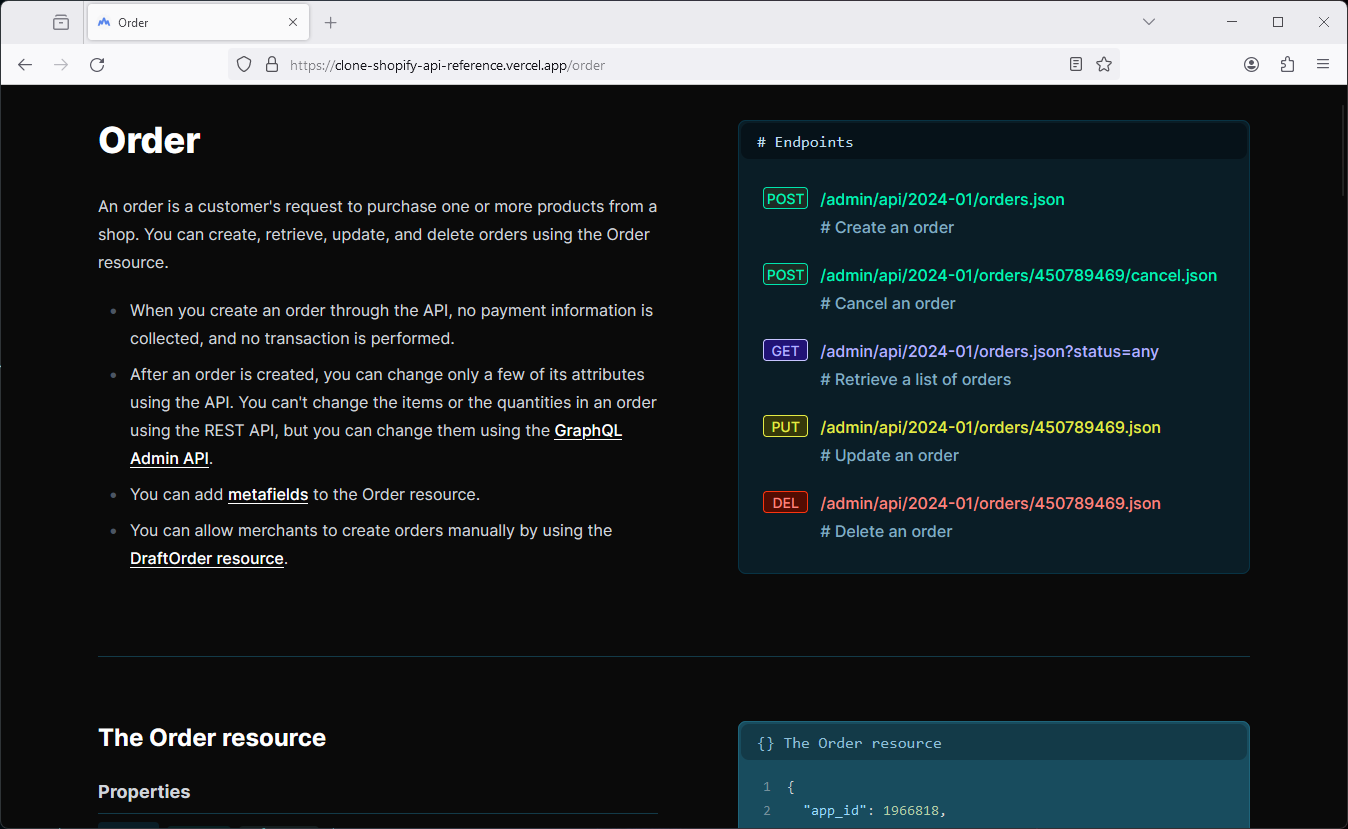 Order
https://clone-shopify-api-reference.vercel.app/order
Order
An order is a customer's request to purchase one or more products from a
shop. You can create, retrieve, update, and delete orders using the Order
resource.
When you create an order through the API, no payment information is
collected, and no transaction is performed.
After an order is created, you can change only a few of its attributes
using the API. You can't change the items or the quantities in an order
using the REST API, but you can change them using the GraphQL
Admin API.
You can add metafields to the Order resource.
You can allow merchants to create orders manually by using the
DraftOrder resource.
# Endpoints
POST /admin/api/2024-01/orders.json
# Create an order
POST /admin/api/2024-01/orders/450789469/cancel.json
# Cancel an order
GET /admin/api/2024-01/orders.json?status=any
# Retrieve a list of orders
PUT /admin/api/2024-01/orders/450789469.json
# Update an order
DEL /admin/api/2024-01/orders/450789469.json
# Delete an order
The Order resource
Properties
{} The Order resource
1 {
2 "app_id": 1966818,